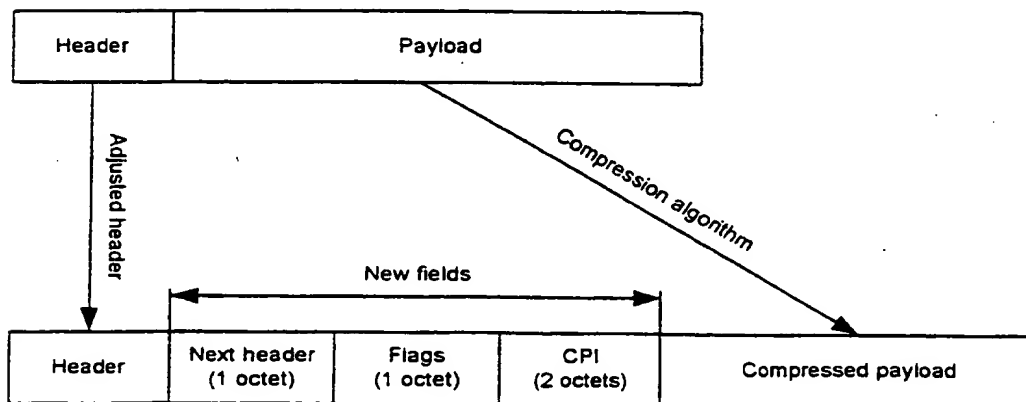 Header
Payload
Adjusted header
Compression algorithm
New fields
Header
Next header
(1 octet)
Flags
(1 octet)
CPI
(2 octets)
Compressed payload